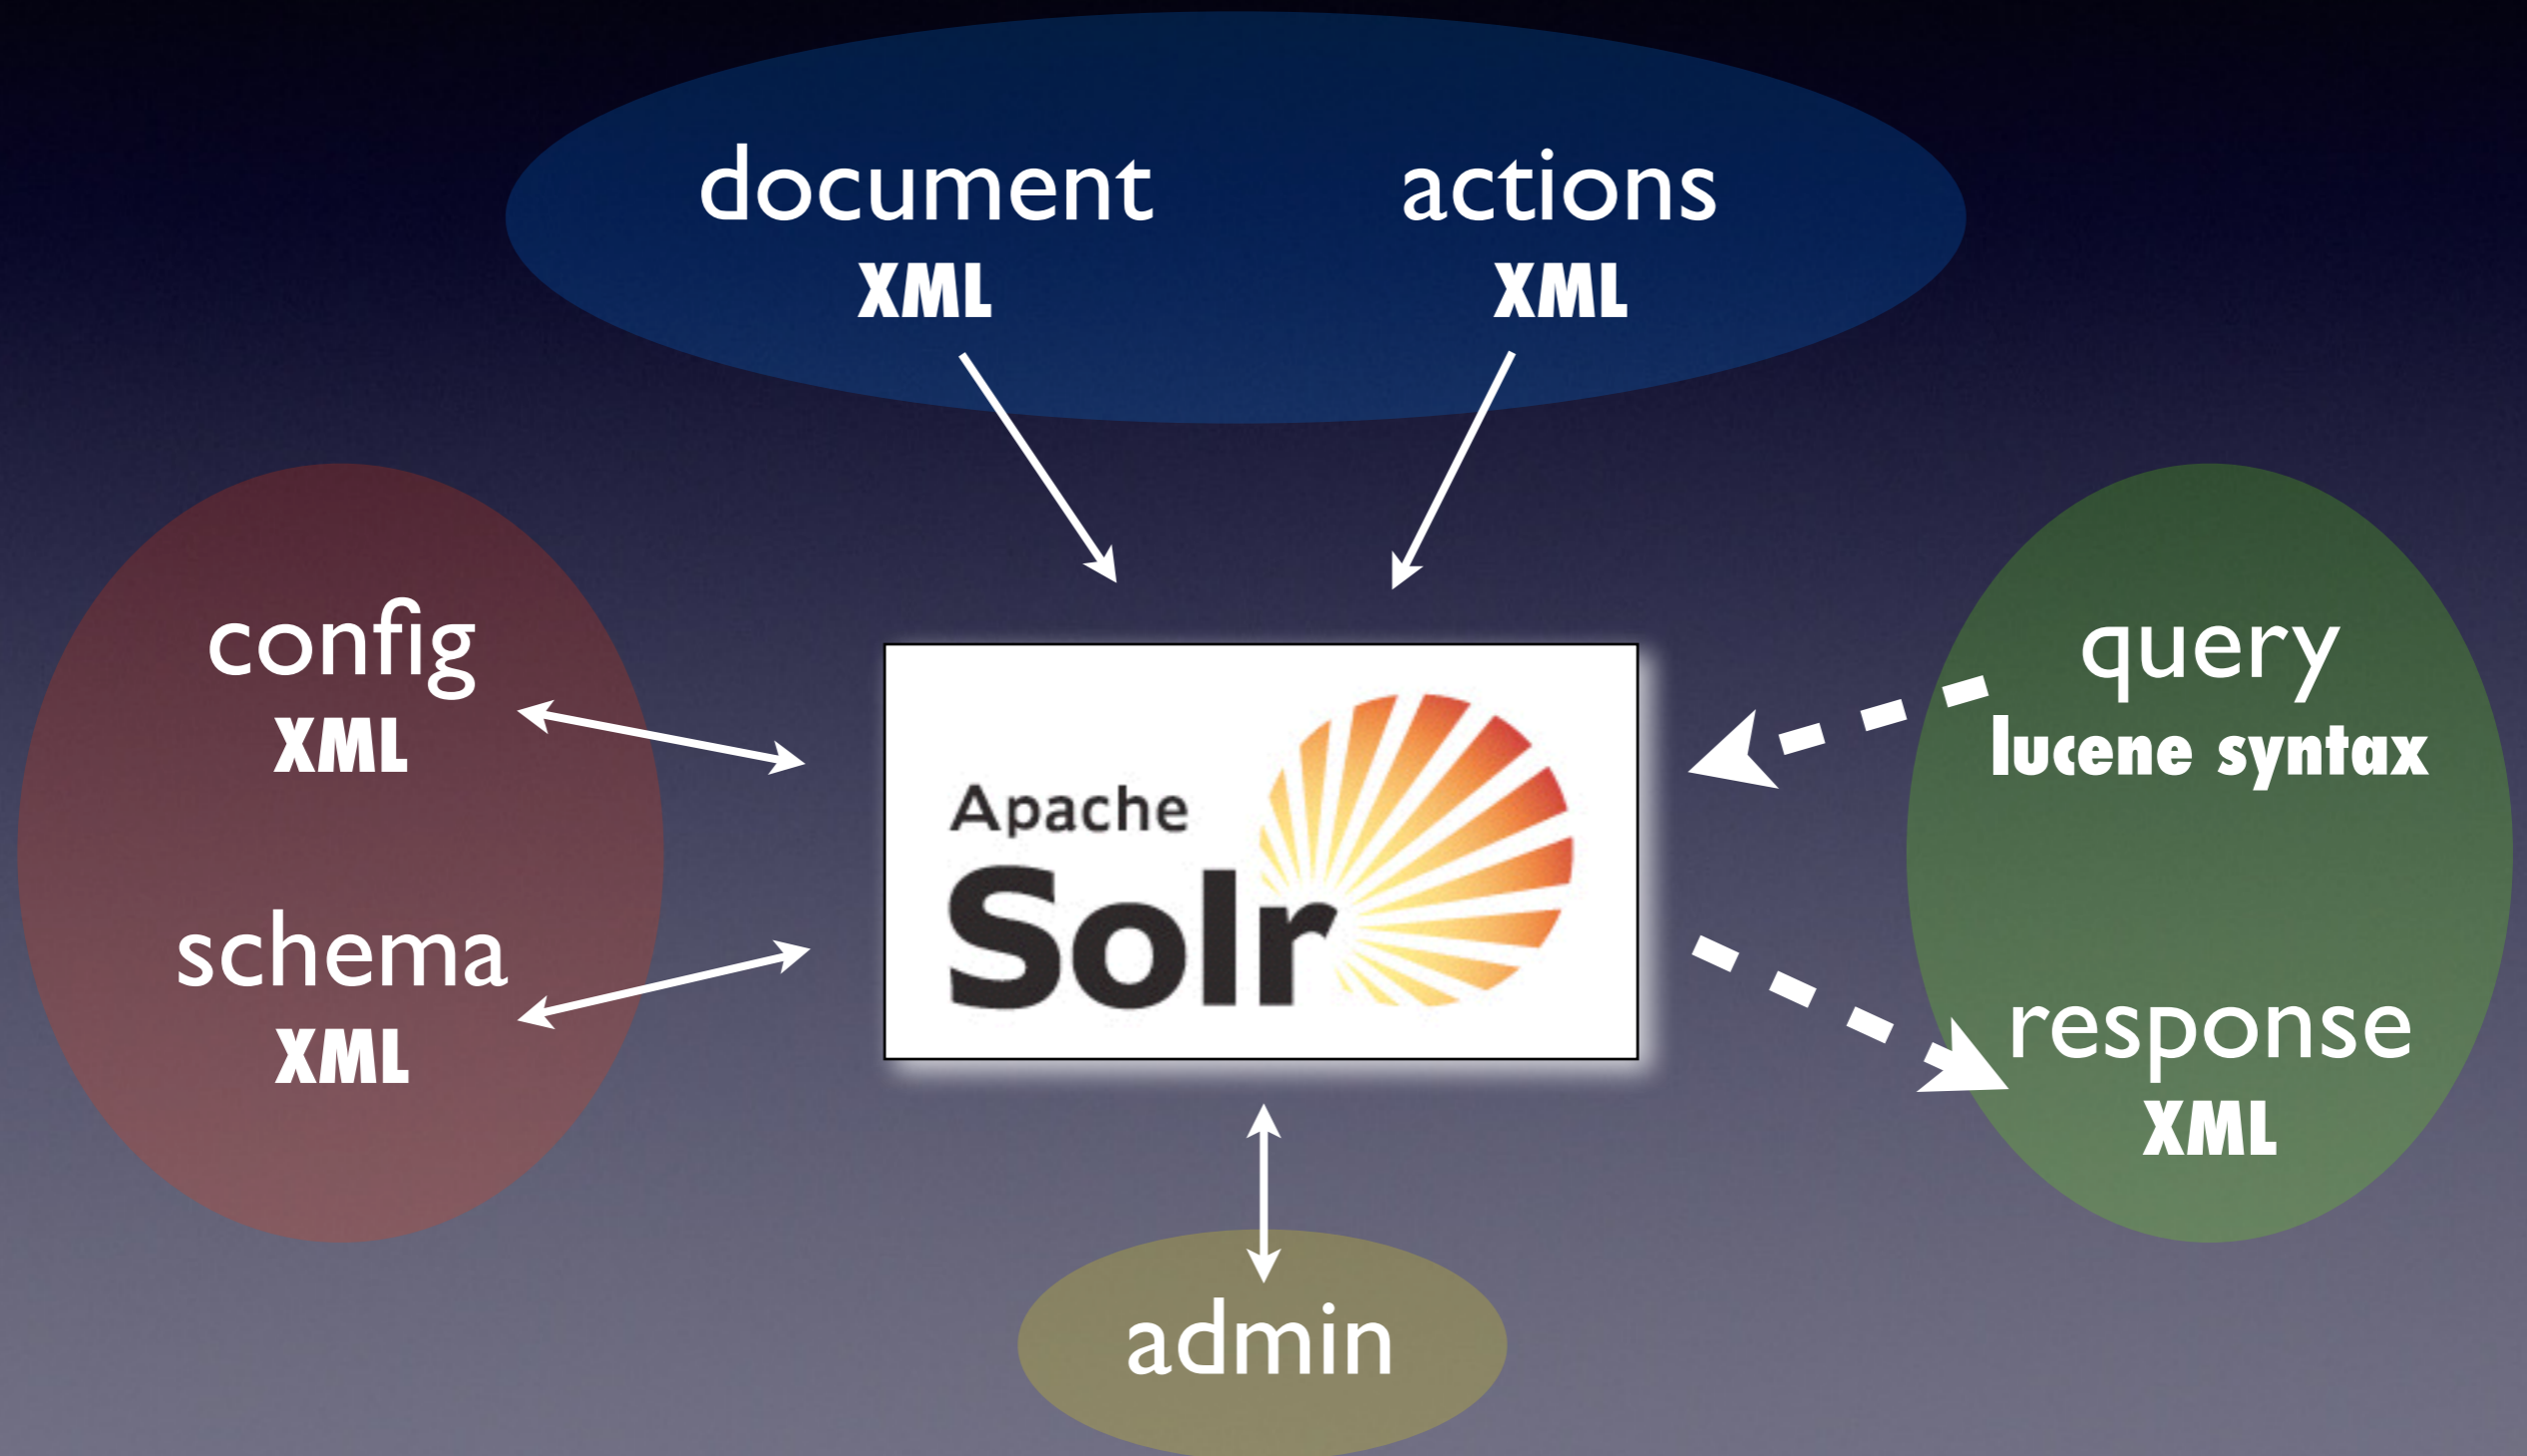 document
XML
actions
XML
config
XML
schema
XML
Apache
Solr
query
lucene syntax
response
XML
admin